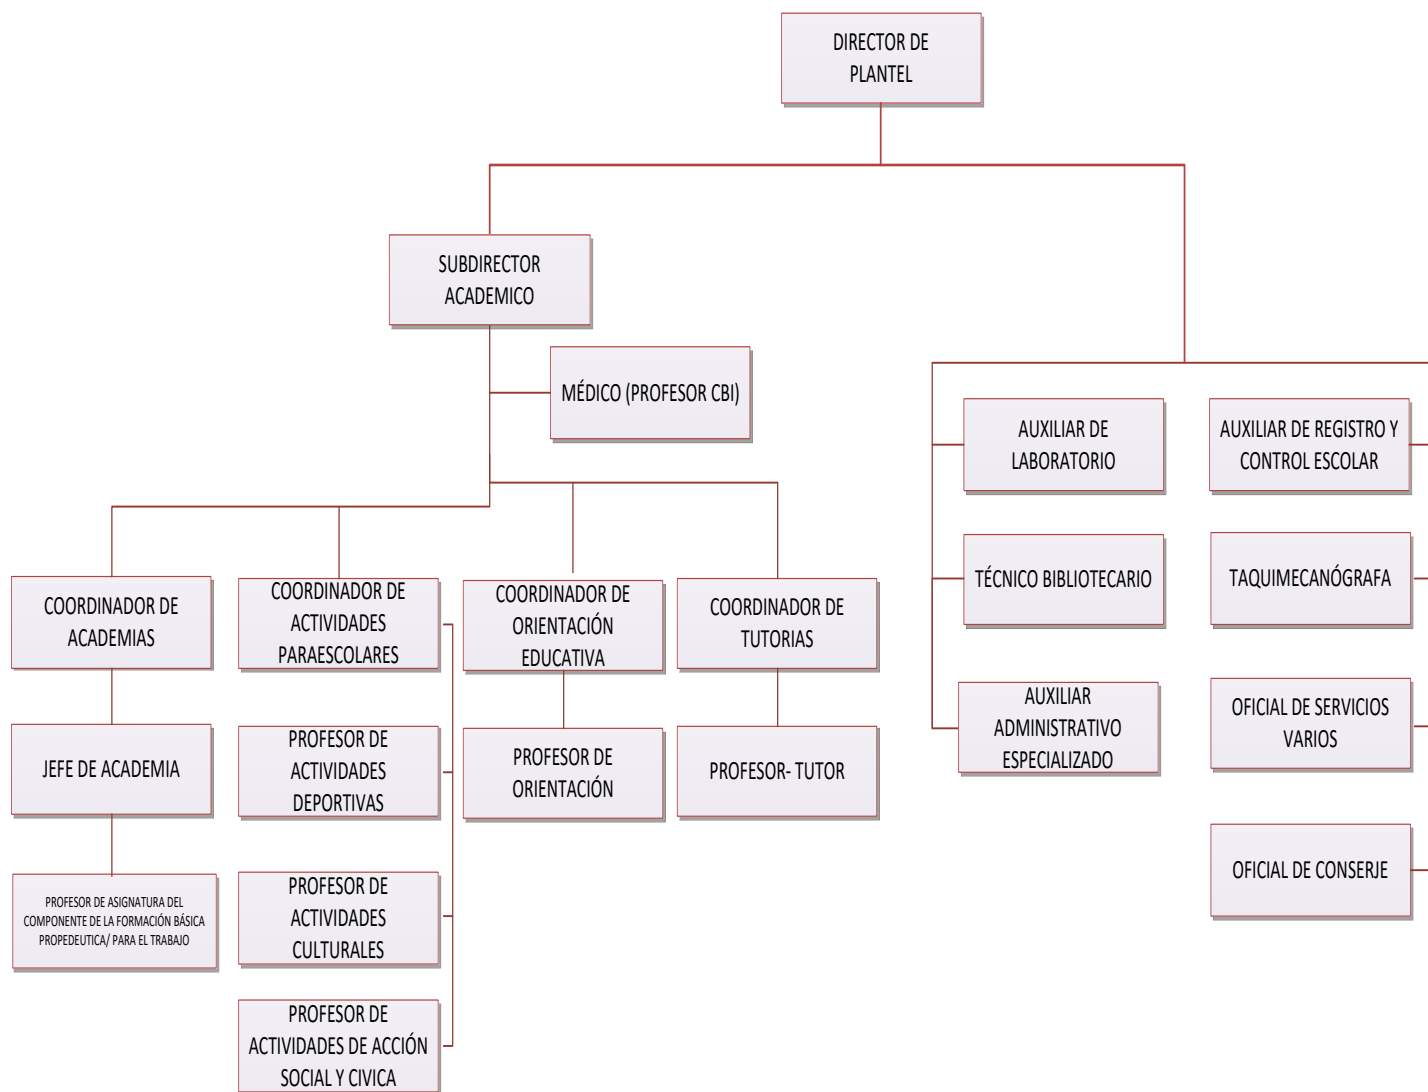 DIRECTOR DE
PLANTEL
SUBDIRECTOR
ACADEMICO
MÉDICO (PROFESOR CBI)
COORDINADOR DE
ACADEMIAS
JEFE DE ACADEMIA
PROFESOR DE ASIGNATURA DEL
COMPONENTE DE LA FORMACIÓN BÁSICA
PROPEDEUTICA/ PARA EL TRABAJO
COORDINADOR DE
ACTIVIDADES
PARAESCOLARES
PROFESOR DE
ACTIVIDADES
DEPORTIVAS
PROFESOR DE
ACTIVIDADES
CULTURALES
PROFESOR DE
ACTIVIDADES DE ACCIÓN
SOCIAL Y CIVICA
COORDINADOR DE
ORIENTACIÓN
EDUCATIVA
PROFESOR DE
ORIENTACIÓN
COORDINADOR DE
TUTORIAS
PROFESOR- TUTOR
AUXILIAR DE
LABORATORIO
TÉCNICO BIBLIOTECARIO
AUXILIAR
ADMINISTRATIVO
ESPECIALIZADO
AUXILIAR DE REGISTRO Y
CONTROL ESCOLAR
TAQUIMECANÓGRAFA
OFICIAL DE SERVICIOS
VARIOS
OFICIAL DE CONSERJE